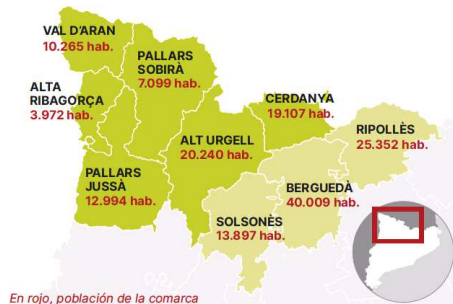 VAL D'ARAN
10.265 hab.
PALLARS
SOBIRÀ
7.099 hab.
ALTA
RIBAGORÇA
3.972 hab.
CERDANYA
19.107 hab.
RIPOLLÈS
25.352 hab.
ALT URGELL
20.240 hab.
PALLARS
JUSSÀ
12.994 hab.
BERGUEDÀ
40.009 hab.
SOLSONÈS
13.897 hab.
En rojo, población de la comarca